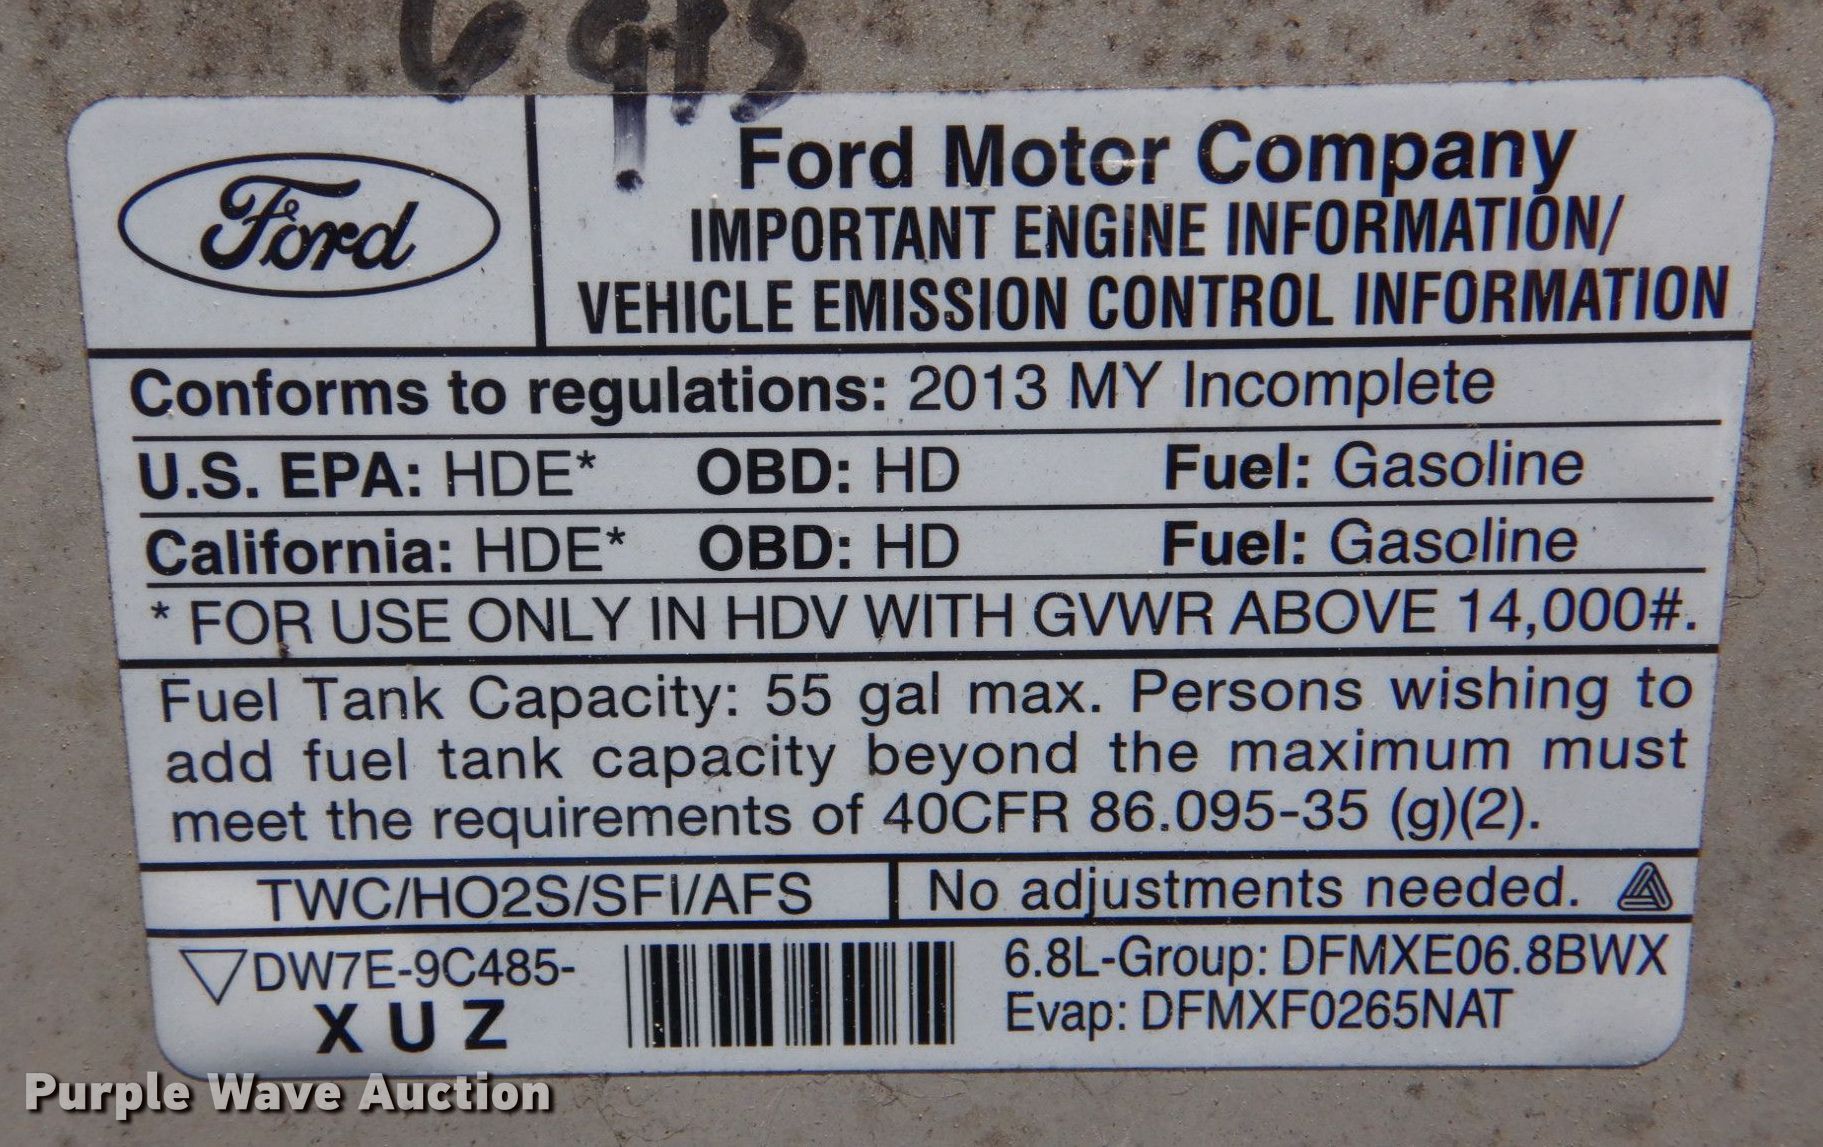 6 qts
Ford
Ford Motor Company
IMPORTANT ENGINE INFORMATION/
VEHICLE EMISSION CONTROL INFORMATION
Conforms to regulations: 2013 MY Incomplete
U.S. EPA: HDE* OBD: HD Fuel: Gasoline
California: HDE* OBD: HD Fuel: Gasoline
* FOR USE ONLY IN HDV WITH GVWR ABOVE 14,000#.
Fuel Tank Capacity: 55 gal max. Persons wishing to
add fuel tank capacity beyond the maximum must
meet the requirements of 40CFR 86.095-35 (g)(2).
TWC/HO2S/SFI/AFS
No adjustments needed.
DW7E-9C485-
XUZ
6.8L-Group: DFMXE06.8BWX
Evap: DFMXF0265NAT
Purple Wave Auction